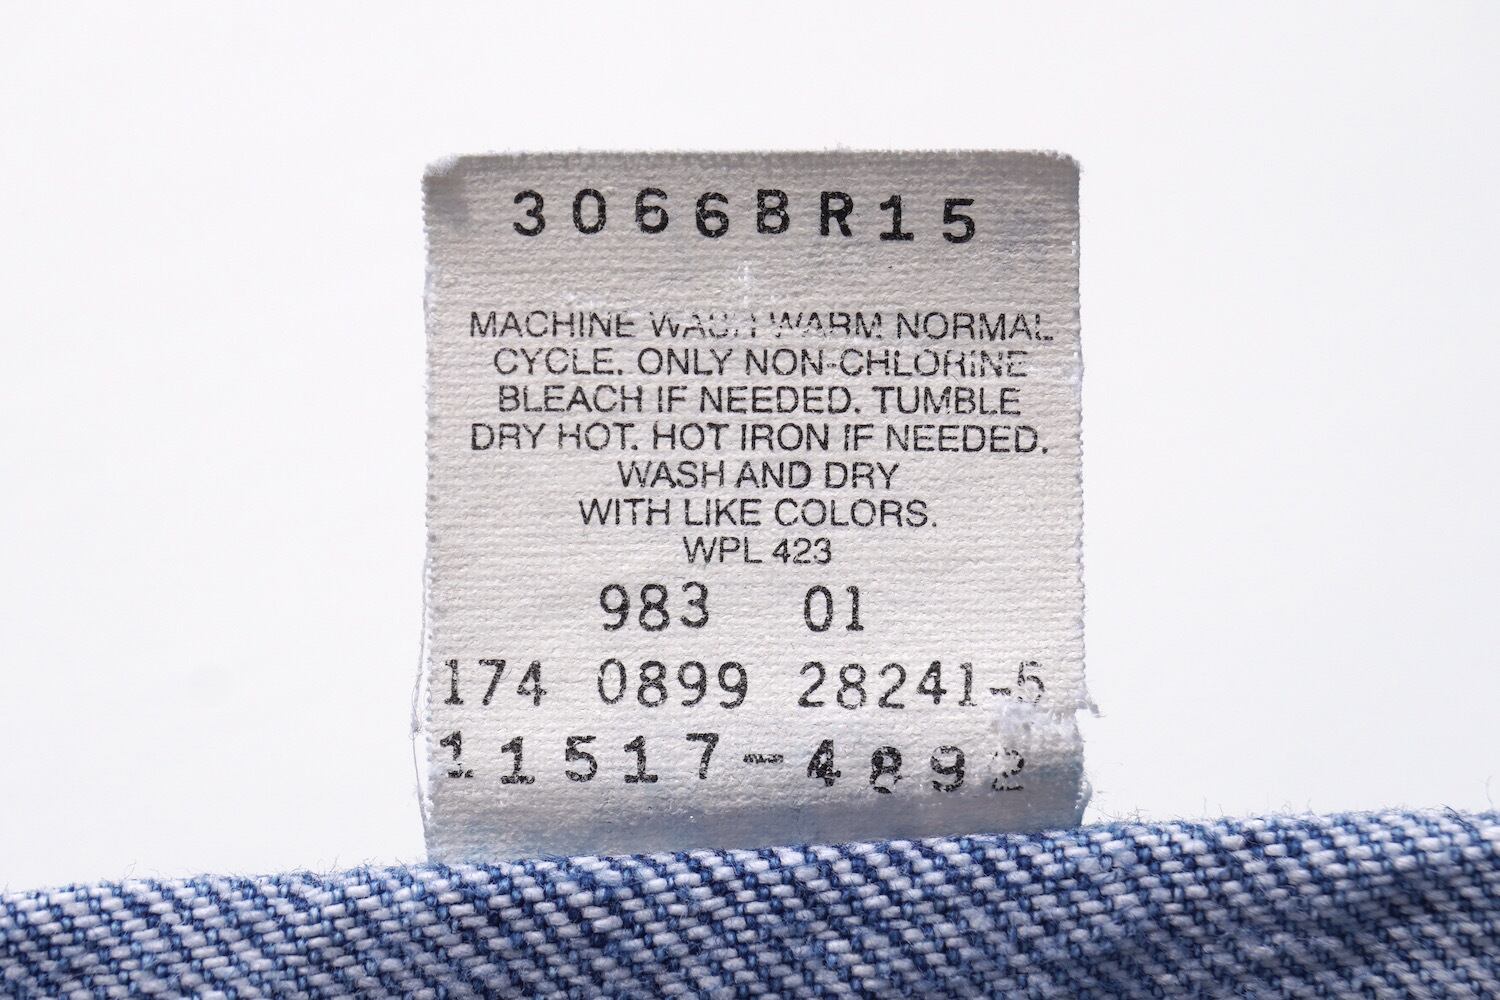 3066BR15
MACHINE WASH WARM NORMAL
CYCLE. ONLY NON-CHLORINE
BLEACH IF NEEDED. TUMBLE
DRY HOT. HOT IRON IF NEEDED.
WASH AND DRY
WITH LIKE COLORS.
WPL 423
983 01
174 0899 28241-5
11517-4892